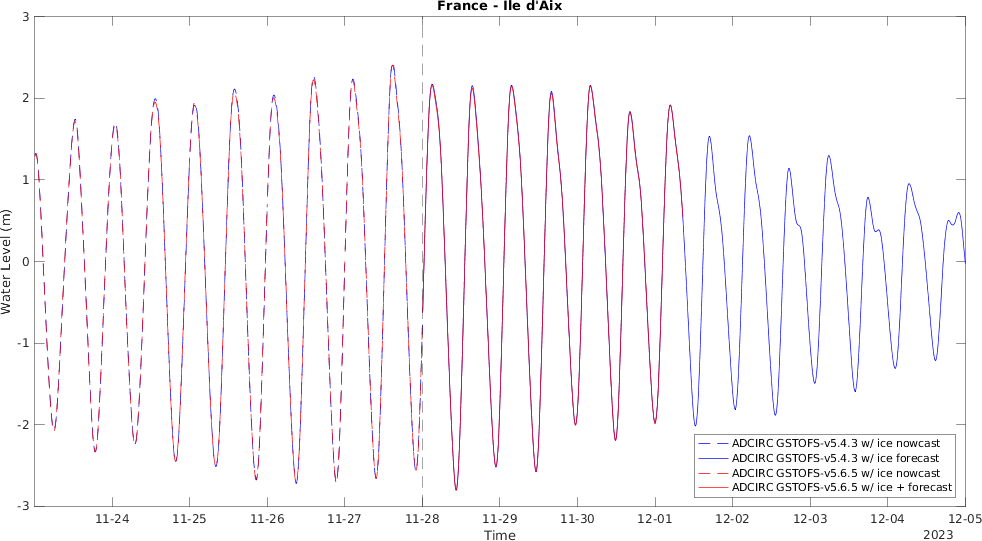 France - Ile d'Aix
3
2
1
0
-1
-2
-3
Water Level (m)
11-24 11-25 11-26 11-27 11-28 11-29 11-30 12-01 12-02 12-03 12-04 12-05
Time
2023
ADCIRC GSTOFS-v5.4.3 w/ ice nowcast
ADCIRC GSTOFS-v5.4.3 w/ ice forecast
ADCIRC GSTOFS-v5.6.5 w/ ice nowcast
ADCIRC GSTOFS-v5.6.5 w/ ice + forecast